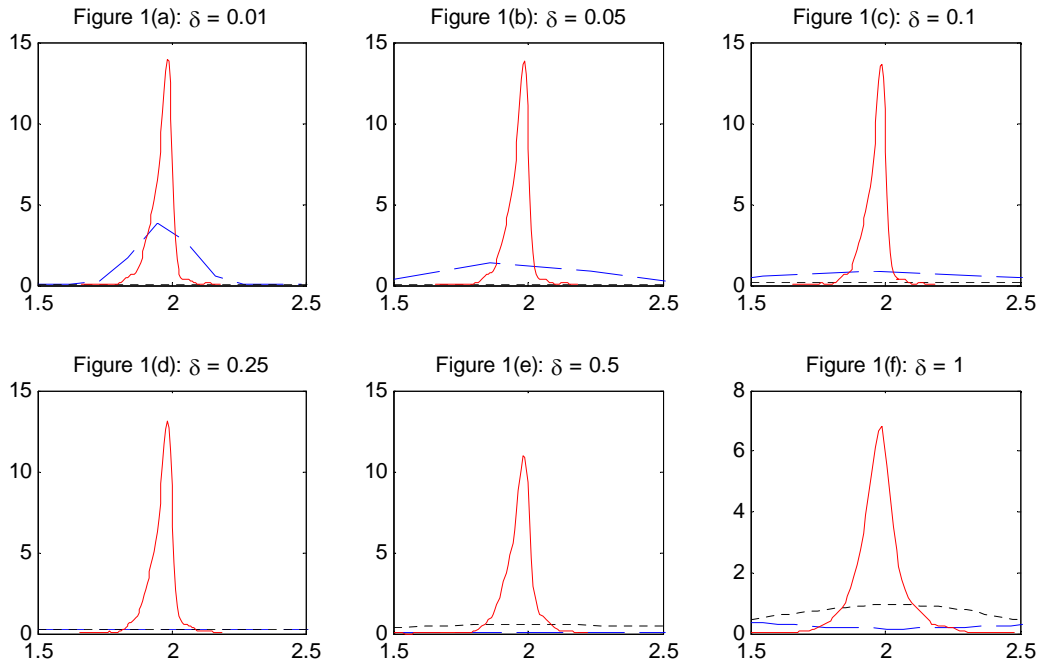 Figure 1(a): δ = 0.01
Figure 1(b): δ = 0.05
Figure 1(c): δ = 0.1
15
10
5
0
1.5 2 2.5
15
10
5
0
1.5 2 2.5
15
10
5
0
1.5 2 2.5
Figure 1(d): δ = 0.25
Figure 1(e): δ = 0.5
Figure 1(f): δ = 1
15
10
5
0
1.5 2 2.5
15
10
5
0
1.5 2 2.5
8
6
4
2
0
1.5 2 2.5